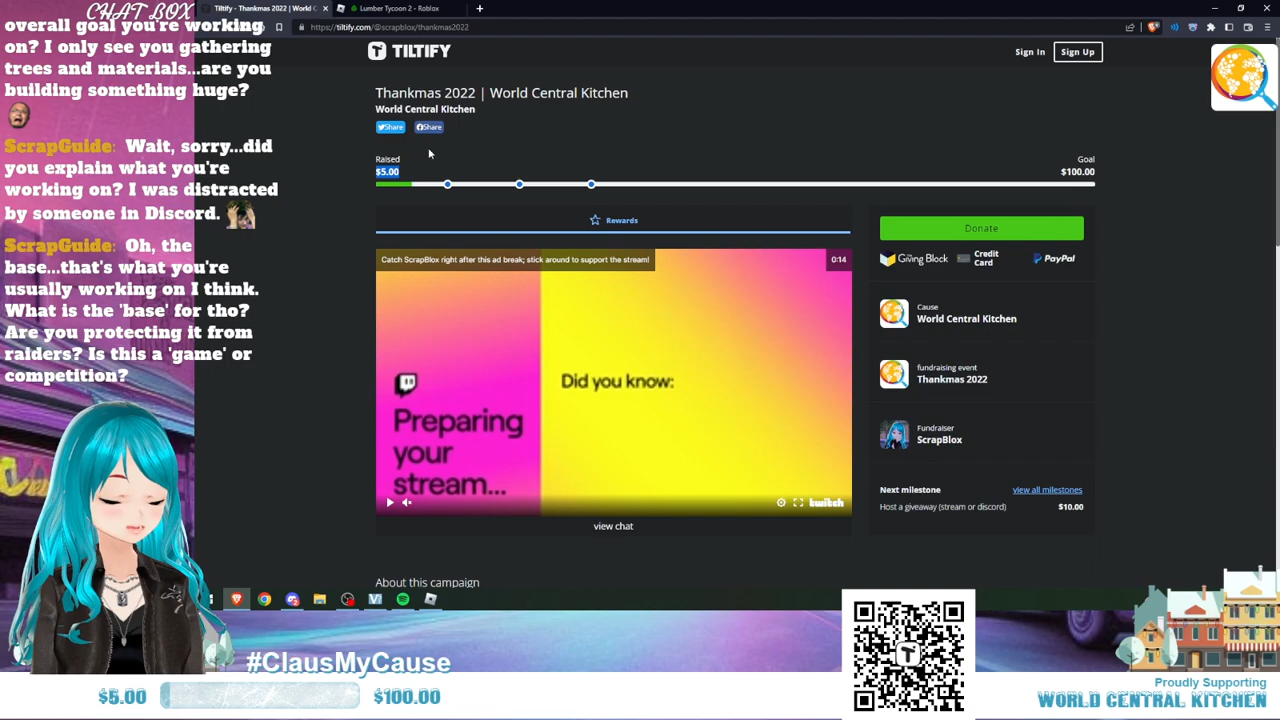 CHAT BOX
overall goal you're working
on? I only see you gathering
trees and materials...are you
building something huge?
ScrapGuide: Wait, sorry...did
you explain what you're
working on? I was distracted
by someone in Discord.
ScrapGuide: Oh, the
base...that's what you're
usually working on I think.
What is the 'base' for tho?
Are you protecting it from
raiders? Is this a 'game' or
competition?
Tiltify - Thankmas 2022 | World C
Lumber Tycoon 2 - Roblox
https://tiltify.com/@scrapblox/thankmas2022
TILTIFY
Sign In
Sign Up
Thankmas 2022 | World Central Kitchen
World Central Kitchen
Share
Share
Raised
$5.00
Goal
$100.00
Rewards
Catch ScrapBlox right after this ad break; stick around to support the stream!
0:14
Preparing
your
stream...
Did you know:
twitch
view chat
Donate
Giving Block
Credit
Card
PayPal
Cause
World Central Kitchen
fundraising event
Thankmas 2022
Fundraiser
ScrapBlox
Next milestone
view all milestones
Host a giveaway (stream or discord)
$10.00
About this campaign
#ClausMyCause
$5.00
$100.00
Proudly Supporting
WORLD CENTRAL KITCHEN